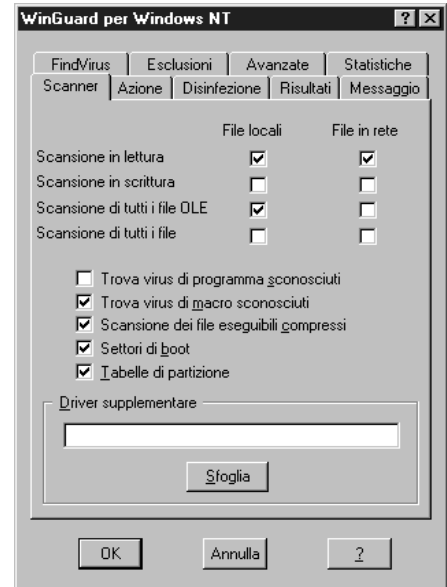 WinGuard per Windows NT
FindVirus Esclusioni Avanzate Statistiche
Scanner Azione Disinfezione Risultati Messaggio
File locali File in rete
Scansione in lettura
Scansione in scrittura
Scansione di tutti i file OLE
Scansione di tutti i file
Trova virus di programma sconosciuti
Trova virus di macro sconosciuti
Scansione dei file eseguibili compressi
Settori di boot
Tabelle di partizione
Driver supplementare
Sfoglia
OK Annulla ?